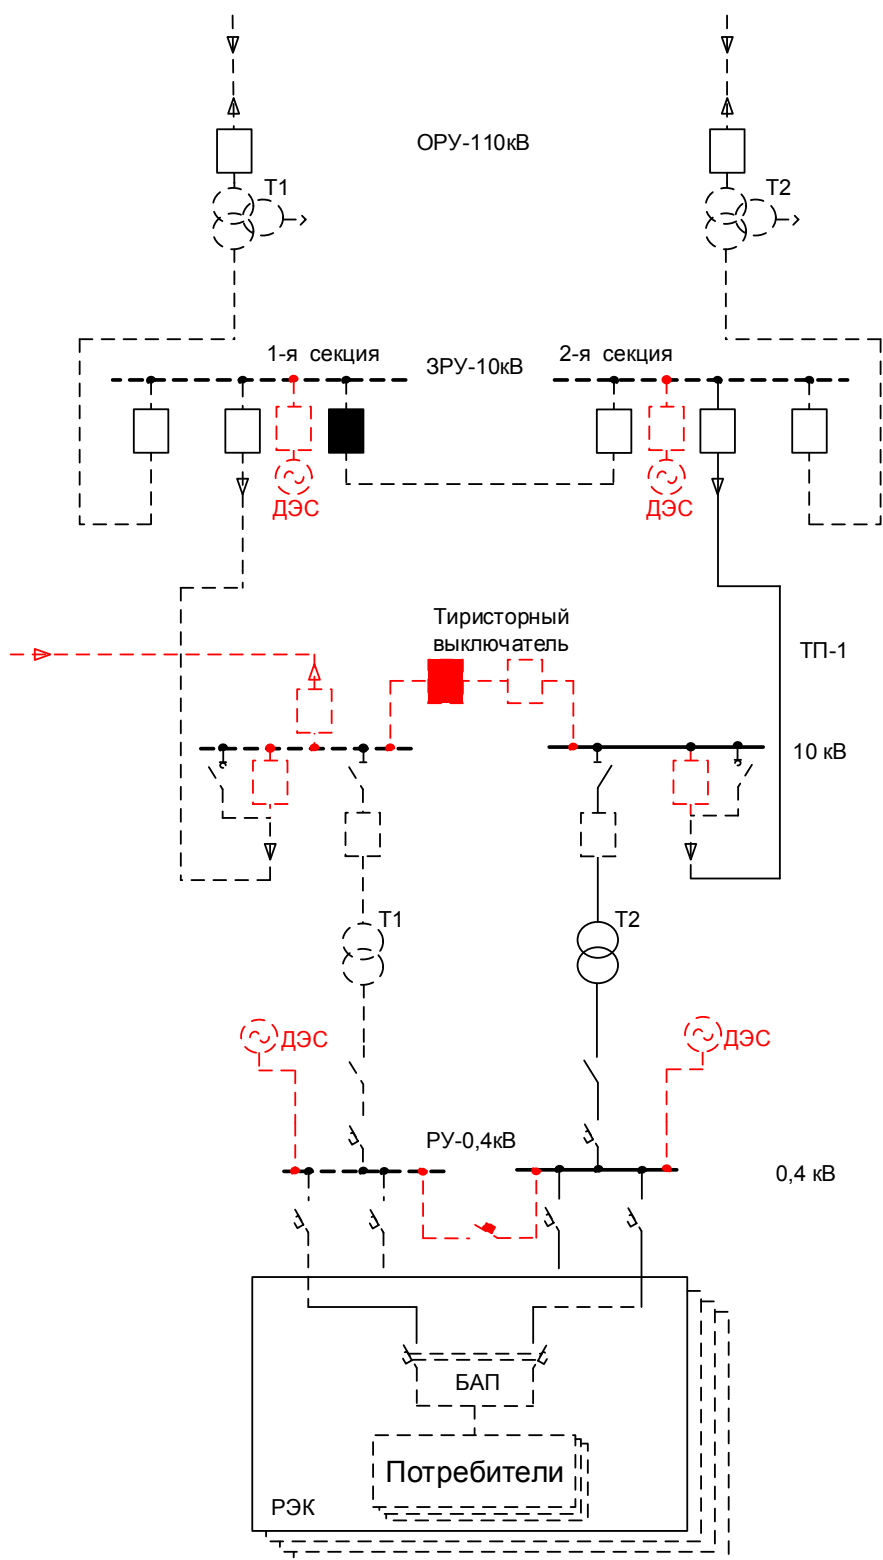 ОРУ-110кВ
Т1
Т2
1-я секция
ЗРУ-10кВ
2-я секция
ДЭС
ДЭС
Тиристорный
выключатель
ТП-1
10 кВ
Т1
Т2
ДЭС
ДЭС
РУ-0,4кВ
0,4 кВ
БАП
Потребители
РЭК